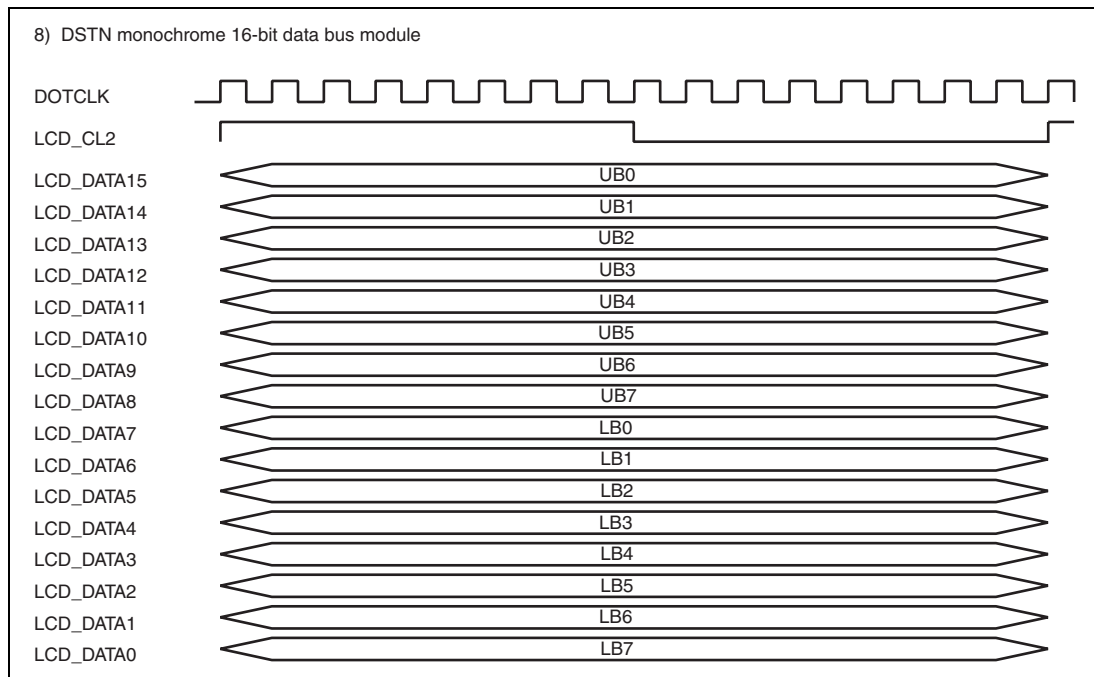 8) DSTN monochrome 16-bit data bus module
DOTCLK
LCD_CL2
LCD_DATA15 UB0
LCD_DATA14 UB1
LCD_DATA13 UB2
LCD_DATA12 UB3
LCD_DATA11 UB4
LCD_DATA10 UB5
LCD_DATA9 UB6
LCD_DATA8 UB7
LCD_DATA7 LB0
LCD_DATA6 LB1
LCD_DATA5 LB2
LCD_DATA4 LB3
LCD_DATA3 LB4
LCD_DATA2 LB5
LCD_DATA1 LB6
LCD_DATA0 LB7